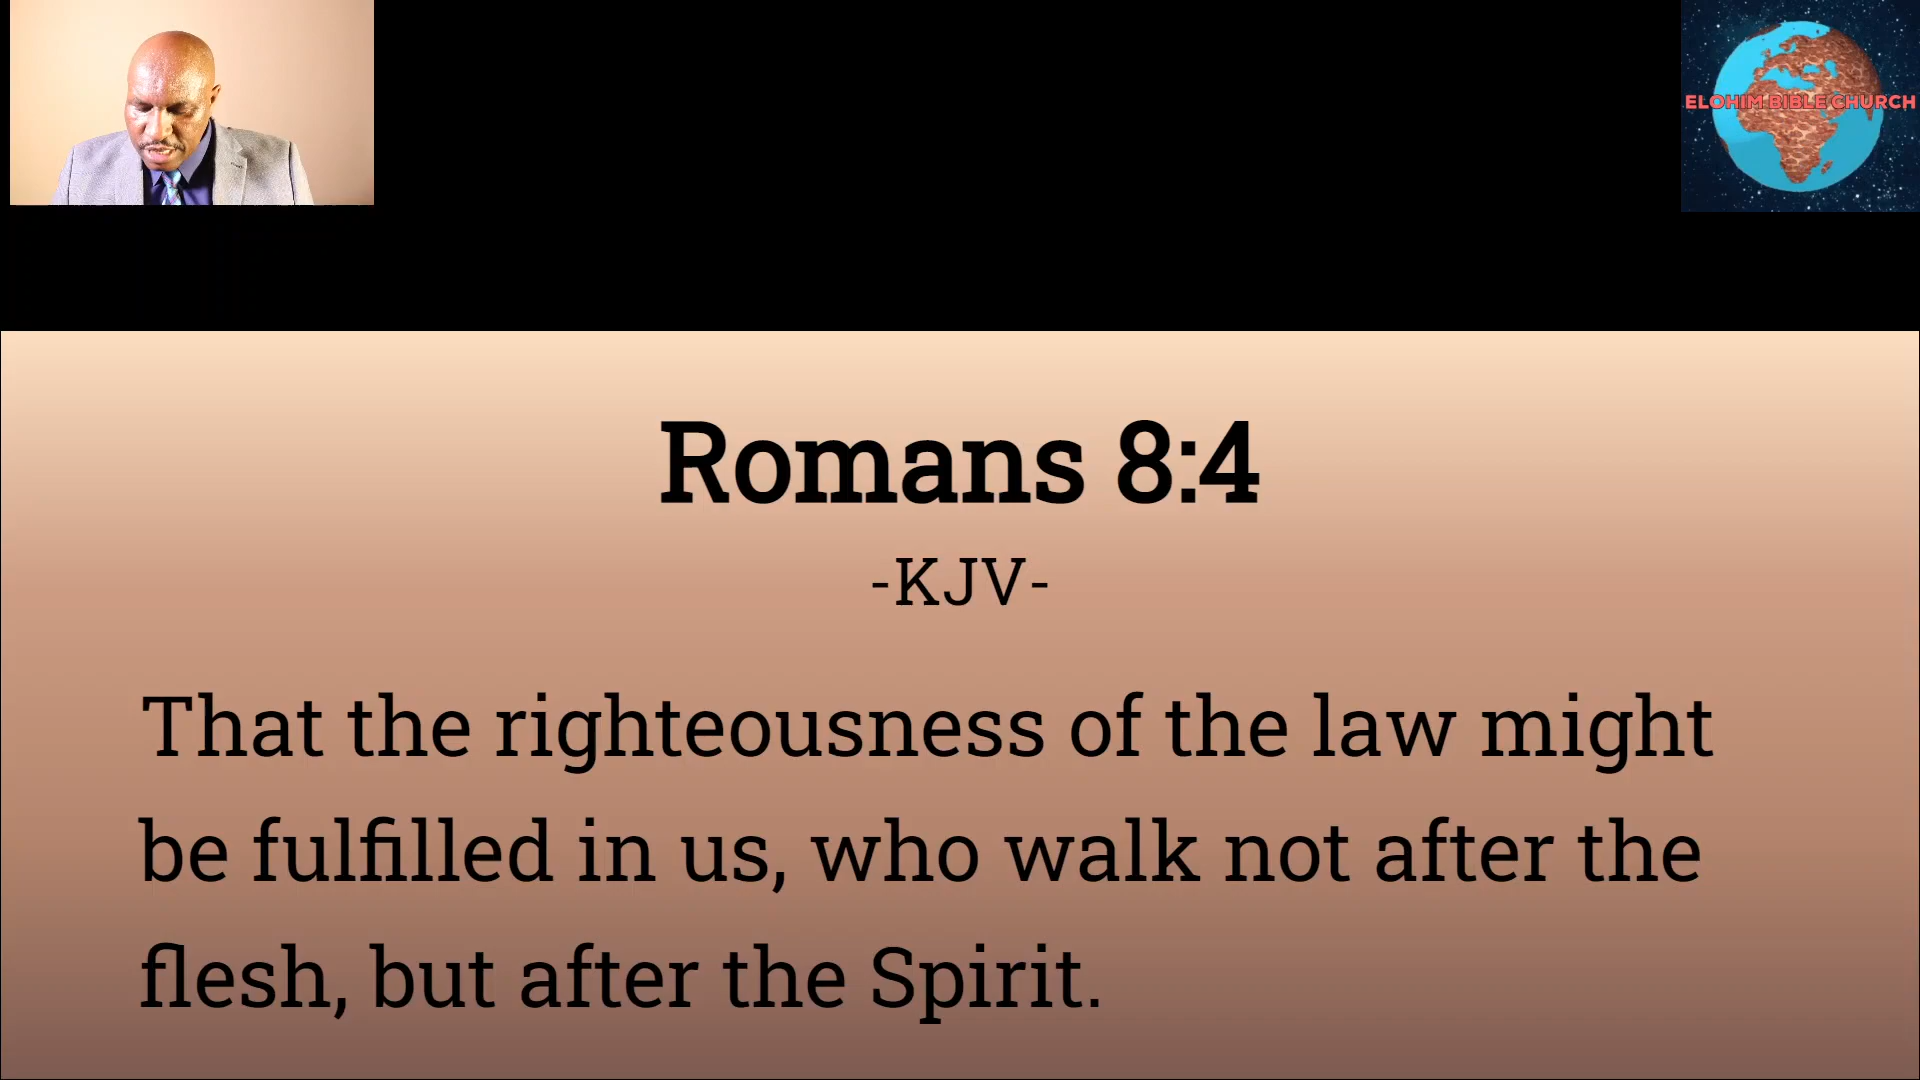 ELOHIM BIBLE CHURCH
Romans 8:4
-KJV-
That the righteousness of the law might
be fulfilled in us, who walk not after the
flesh, but after the Spirit.